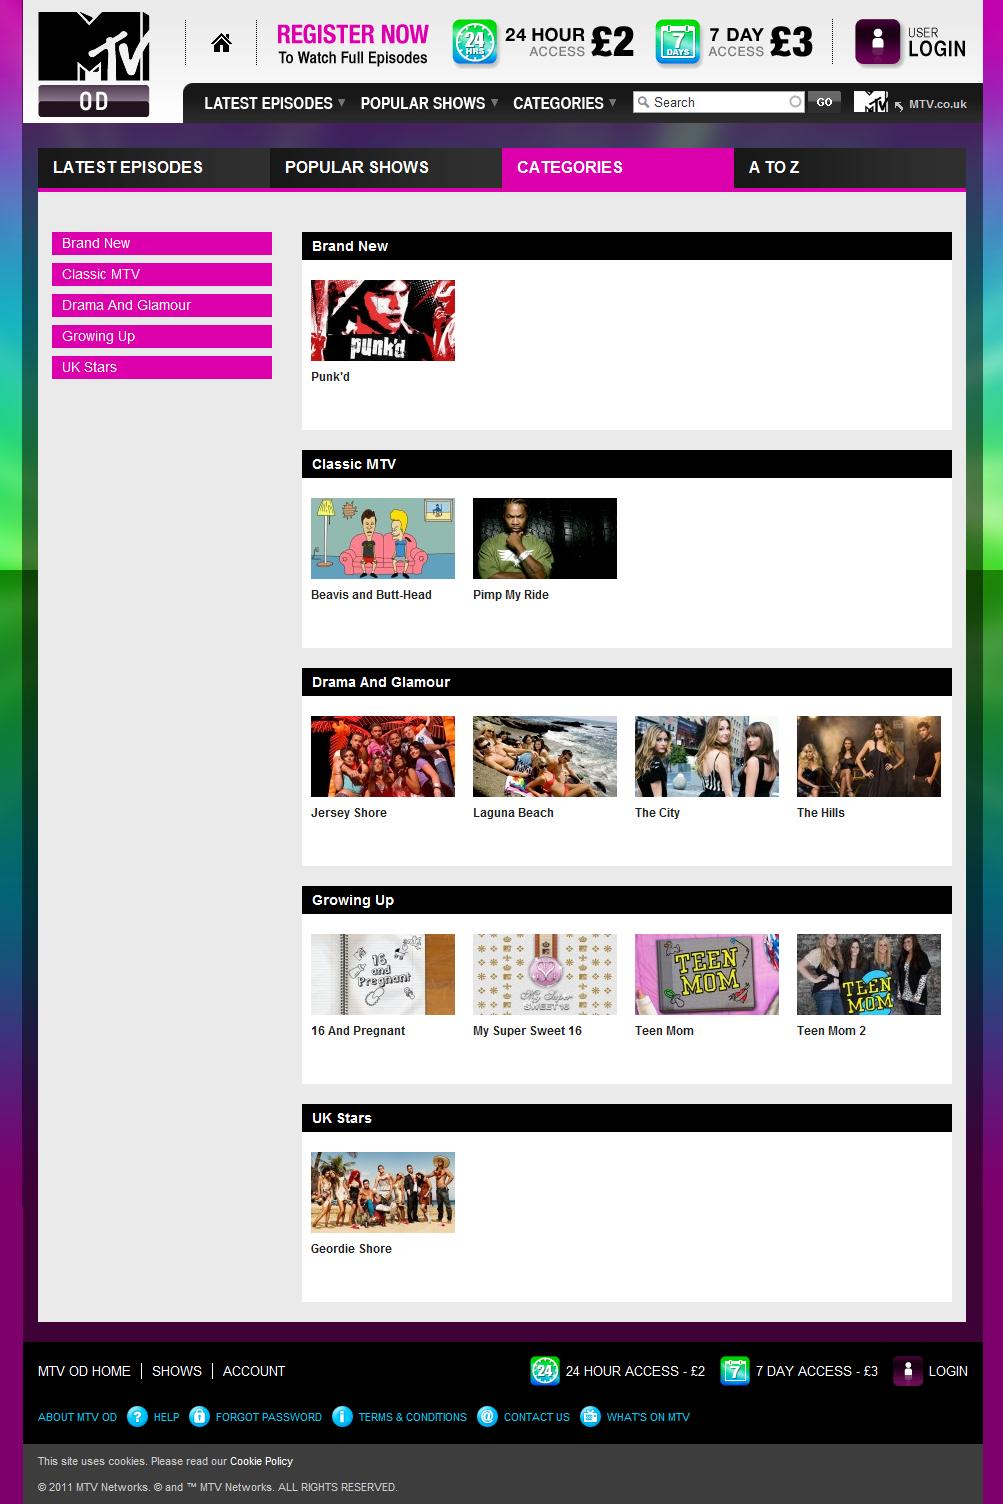 MTV
OD
REGISTER NOW
To Watch Full Episodes
24 HRS
24 HOUR
ACCESS
£2
7 DAYS
7 DAY
ACCESS
£3
USER
LOGIN
LATEST EPISODES
POPULAR SHOWS
CATEGORIES
Search
GO
MTV
MTV.co.uk
LATEST EPISODES
POPULAR SHOWS
CATEGORIES
A TO Z
Brand New
Classic MTV
Drama And Glamour
Growing Up
UK Stars
Brand New
punk'd
Punk'd
Classic MTV
Beavis and Butt-Head
Pimp My Ride
Drama And Glamour
Jersey Shore
Laguna Beach
The City
The Hills
Growing Up
16
and
Pregnant
My Super
SWEET 16
TEEN
MOM
TEEN
MOM
2
16 And Pregnant
My Super Sweet 16
Teen Mom
Teen Mom 2
UK Stars
Geordie Shore
MTV OD HOME
SHOWS
ACCOUNT
24
24 HOUR ACCESS - £2
7
7 DAY ACCESS - £3
LOGIN
ABOUT MTV OD
?
HELP
FORGOT PASSWORD
i
TERMS & CONDITIONS
@
CONTACT US
WHAT'S ON MTV
This site uses cookies. Please read our Cookie Policy
© 2011 MTV Networks. © and ™ MTV Networks. ALL RIGHTS RESERVED.